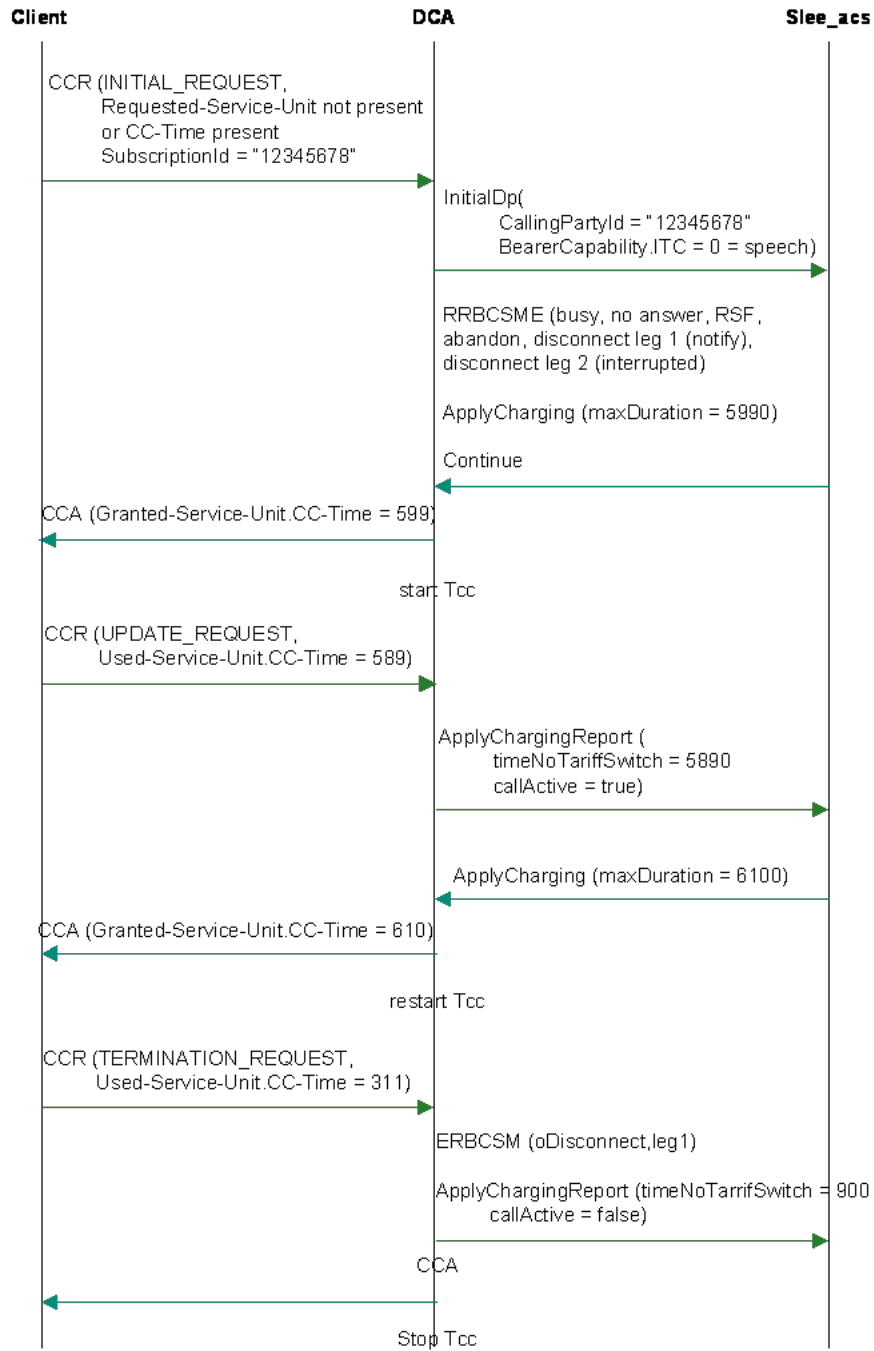 Client DCA Slee_acs
CCR (INITIAL_REQUEST,
Requested-Service-Unit not present
or CC-Time present
SubscriptionId = "12345678"
InitialDp(
CallingPartyId = "12345678"
BearerCapability.ITC = 0 = speech)
RRBCSME (busy, no answer, RSF,
abandon, disconnect leg 1 (notify),
disconnect leg 2 (interrupted)
ApplyCharging (maxDuration = 5990)
Continue
CCA (Granted-Service-Unit.CC-Time = 599)
start Tcc
CCR (UPDATE_REQUEST,
Used-Service-Unit.CC-Time = 589)
ApplyChargingReport (
timeNoTariffSwitch = 5890
callActive = true)
ApplyCharging (maxDuration = 6100)
CCA (Granted-Service-Unit.CC-Time = 610)
restart Tcc
CCR (TERMINATION_REQUEST,
Used-Service-Unit.CC-Time = 311)
ERBCSM (oDisconnect,leg1)
ApplyChargingReport (timeNoTarrifSwitch = 900
callActive = false)
CCA
Stop Tcc